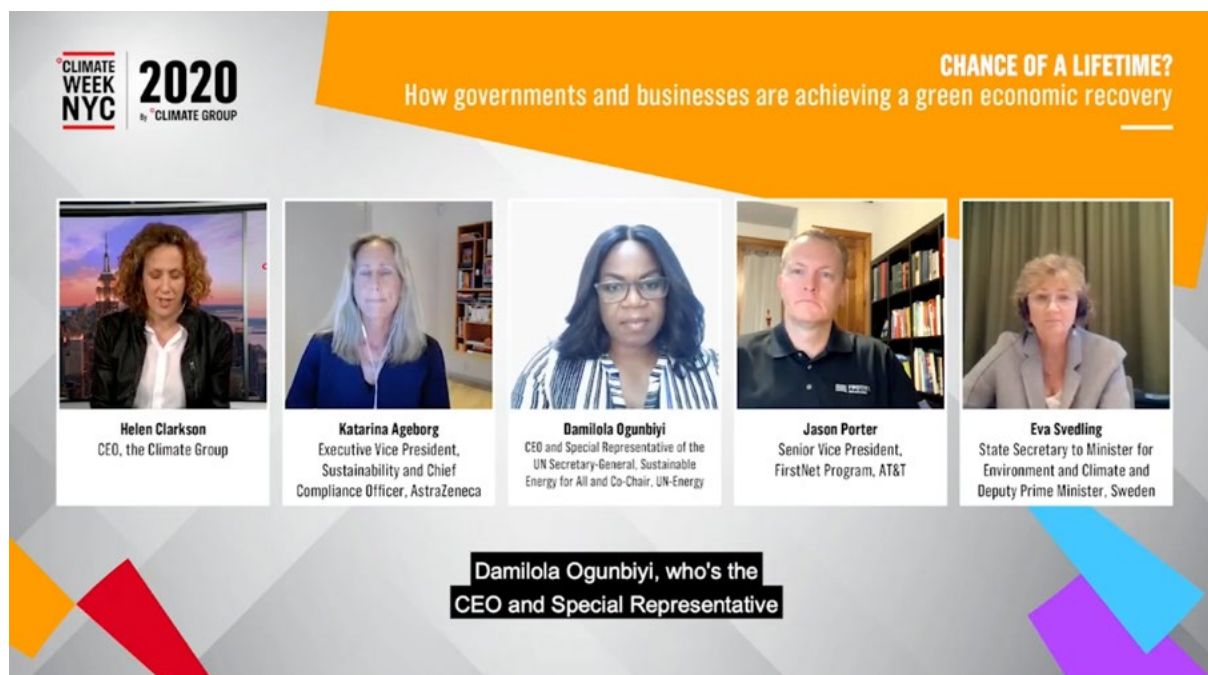 CLIMATE
WEEK
NYC
2020
By °CLIMATE GROUP
CHANCE OF A LIFETIME?
How governments and businesses are achieving a green economic recovery
Helen Clarkson
CEO, the Climate Group
Katarina Ageborg
Executive Vice President,
Sustainability and Chief
Compliance Officer, AstraZeneca
Damilola Ogunbiyi
CEO and Special Representative of the
UN Secretary-General, Sustainable
Energy for All and Co-Chair, UN-Energy
Jason Porter
Senior Vice President,
FirstNet Program, AT&T
Eva Svedling
State Secretary to Minister for
Environment and Climate and
Deputy Prime Minister, Sweden
Damilola Ogunbiyi, who's the
CEO and Special Representative